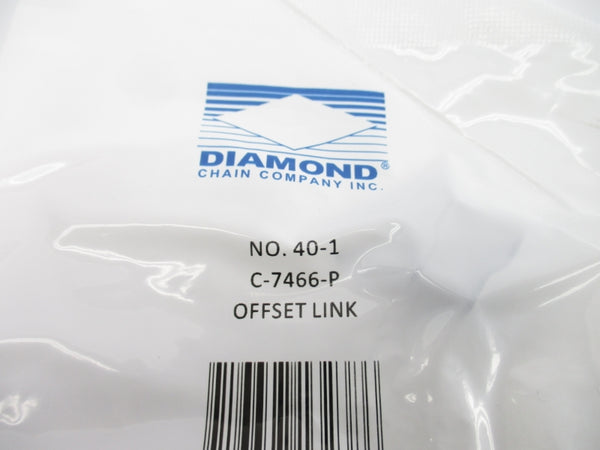 DIAMOND®
CHAIN COMPANY INC.
NO. 40-1
C-7466-P
OFFSET LINK